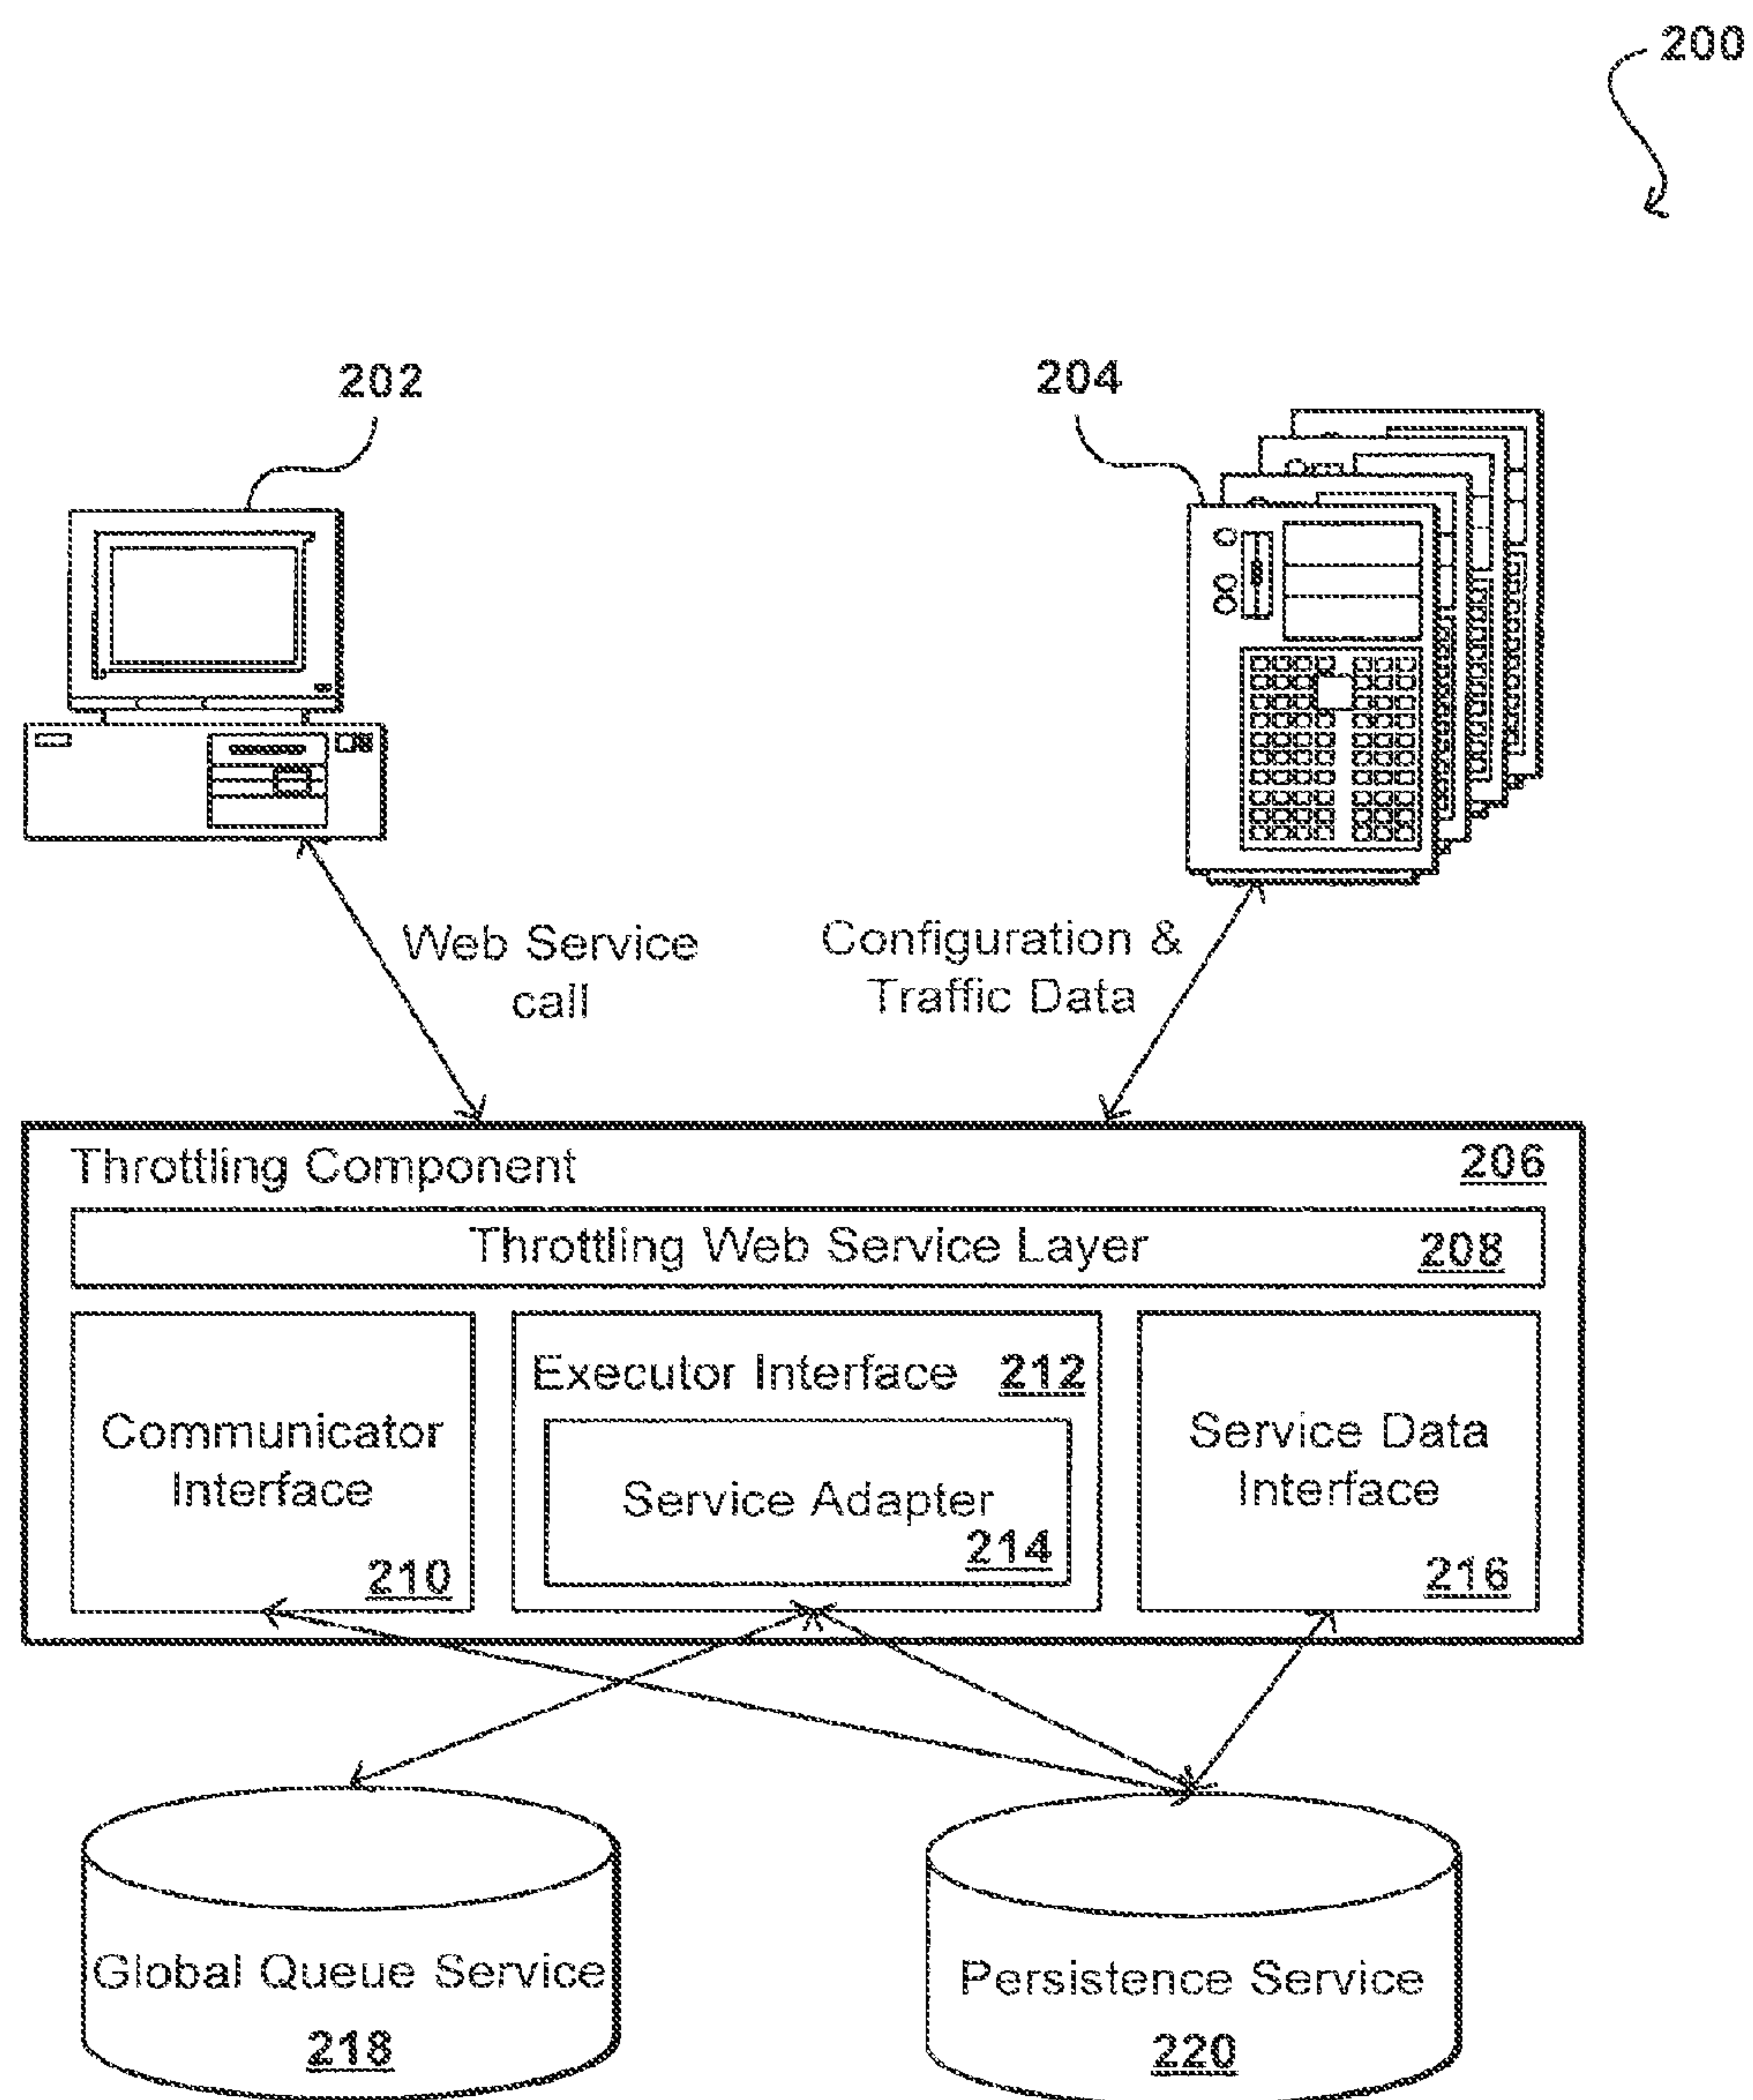 200
202
204
Web Service
call
Configuration &
Traffic Data
Throttling Component
206
Throttling Web Service Layer
208
Communicator
Interface
210
Executor Interface
212
Service Adapter
214
Service Data
Interface
216
Global Queue Service
218
Persistence Service
220